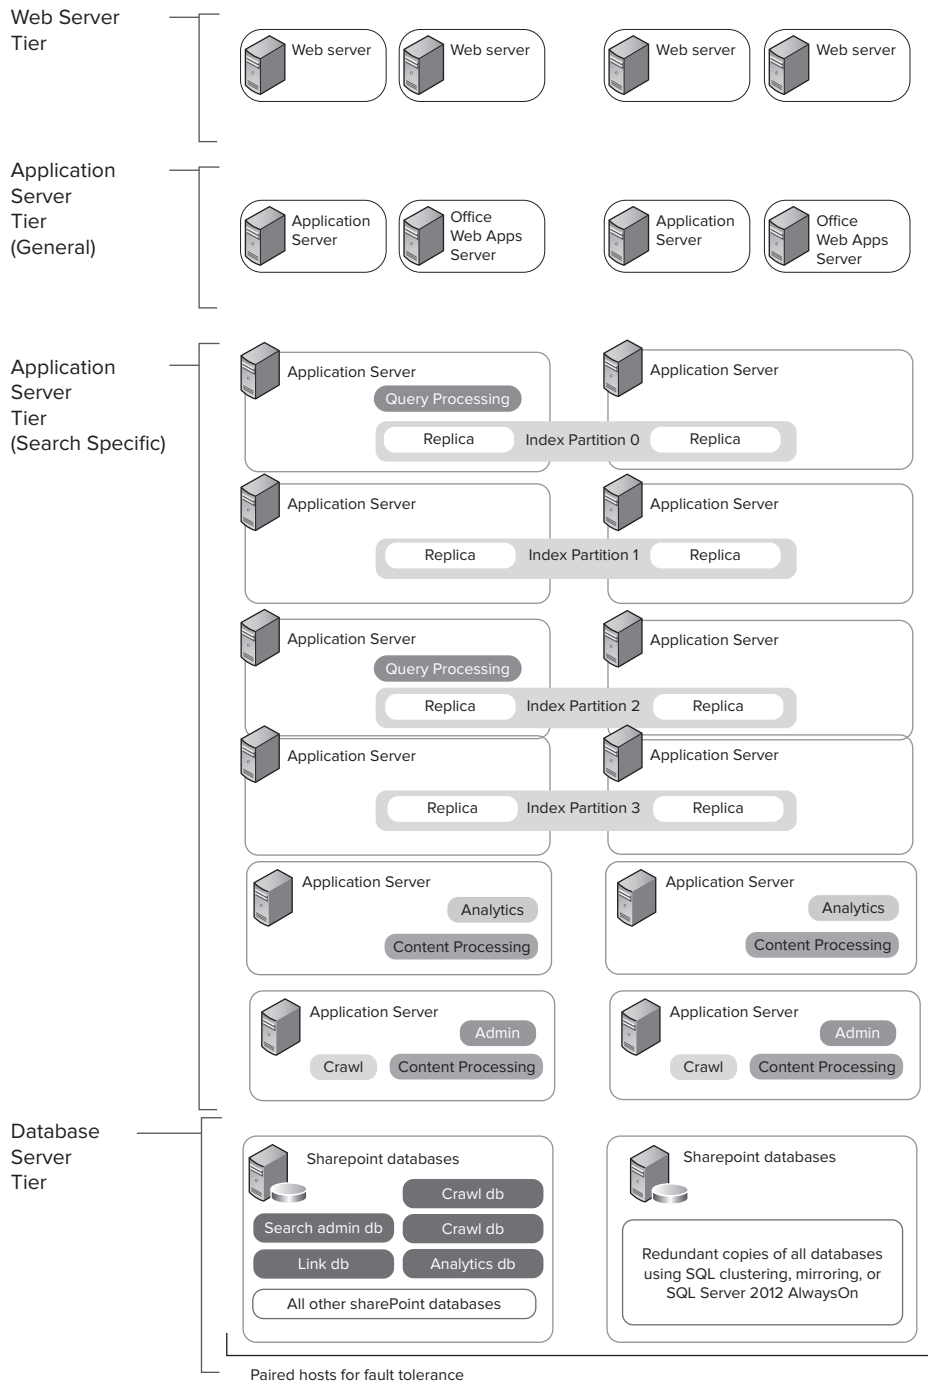 Web Server
Tier
Web server
Web server
Web server
Web server
Application
Server
Tier
(General)
Application
Server
Office
Web Apps
Server
Application
Server
Office
Web Apps
Server
Application
Server
Tier
(Search Specific)
Application Server
Application Server
Query Processing
Replica
Index Partition 0
Replica
Application Server
Application Server
Replica
Index Partition 1
Replica
Application Server
Application Server
Query Processing
Replica
Index Partition 2
Replica
Application Server
Application Server
Replica
Index Partition 3
Replica
Application Server
Analytics
Content Processing
Application Server
Analytics
Content Processing
Application Server
Admin
Crawl
Content Processing
Application Server
Admin
Crawl
Content Processing
Database
Server
Tier
Sharepoint databases
Crawl db
Search admin db
Crawl db
Link db
Analytics db
All other sharePoint databases
Sharepoint databases
Redundant copies of all databases
using SQL clustering, mirroring, or
SQL Server 2012 AlwaysOn
Paired hosts for fault tolerance